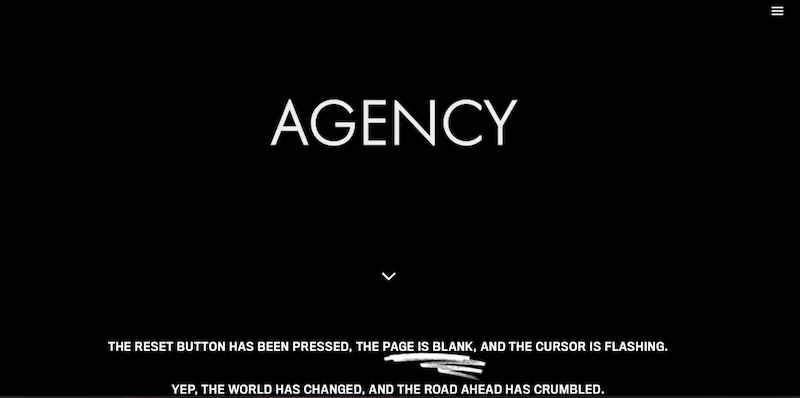 AGENCY
THE RESET BUTTON HAS BEEN PRESSED, THE PAGE IS BLANK, AND THE CURSOR IS FLASHING.
YEP, THE WORLD HAS CHANGED, AND THE ROAD AHEAD HAS CRUMBLED.